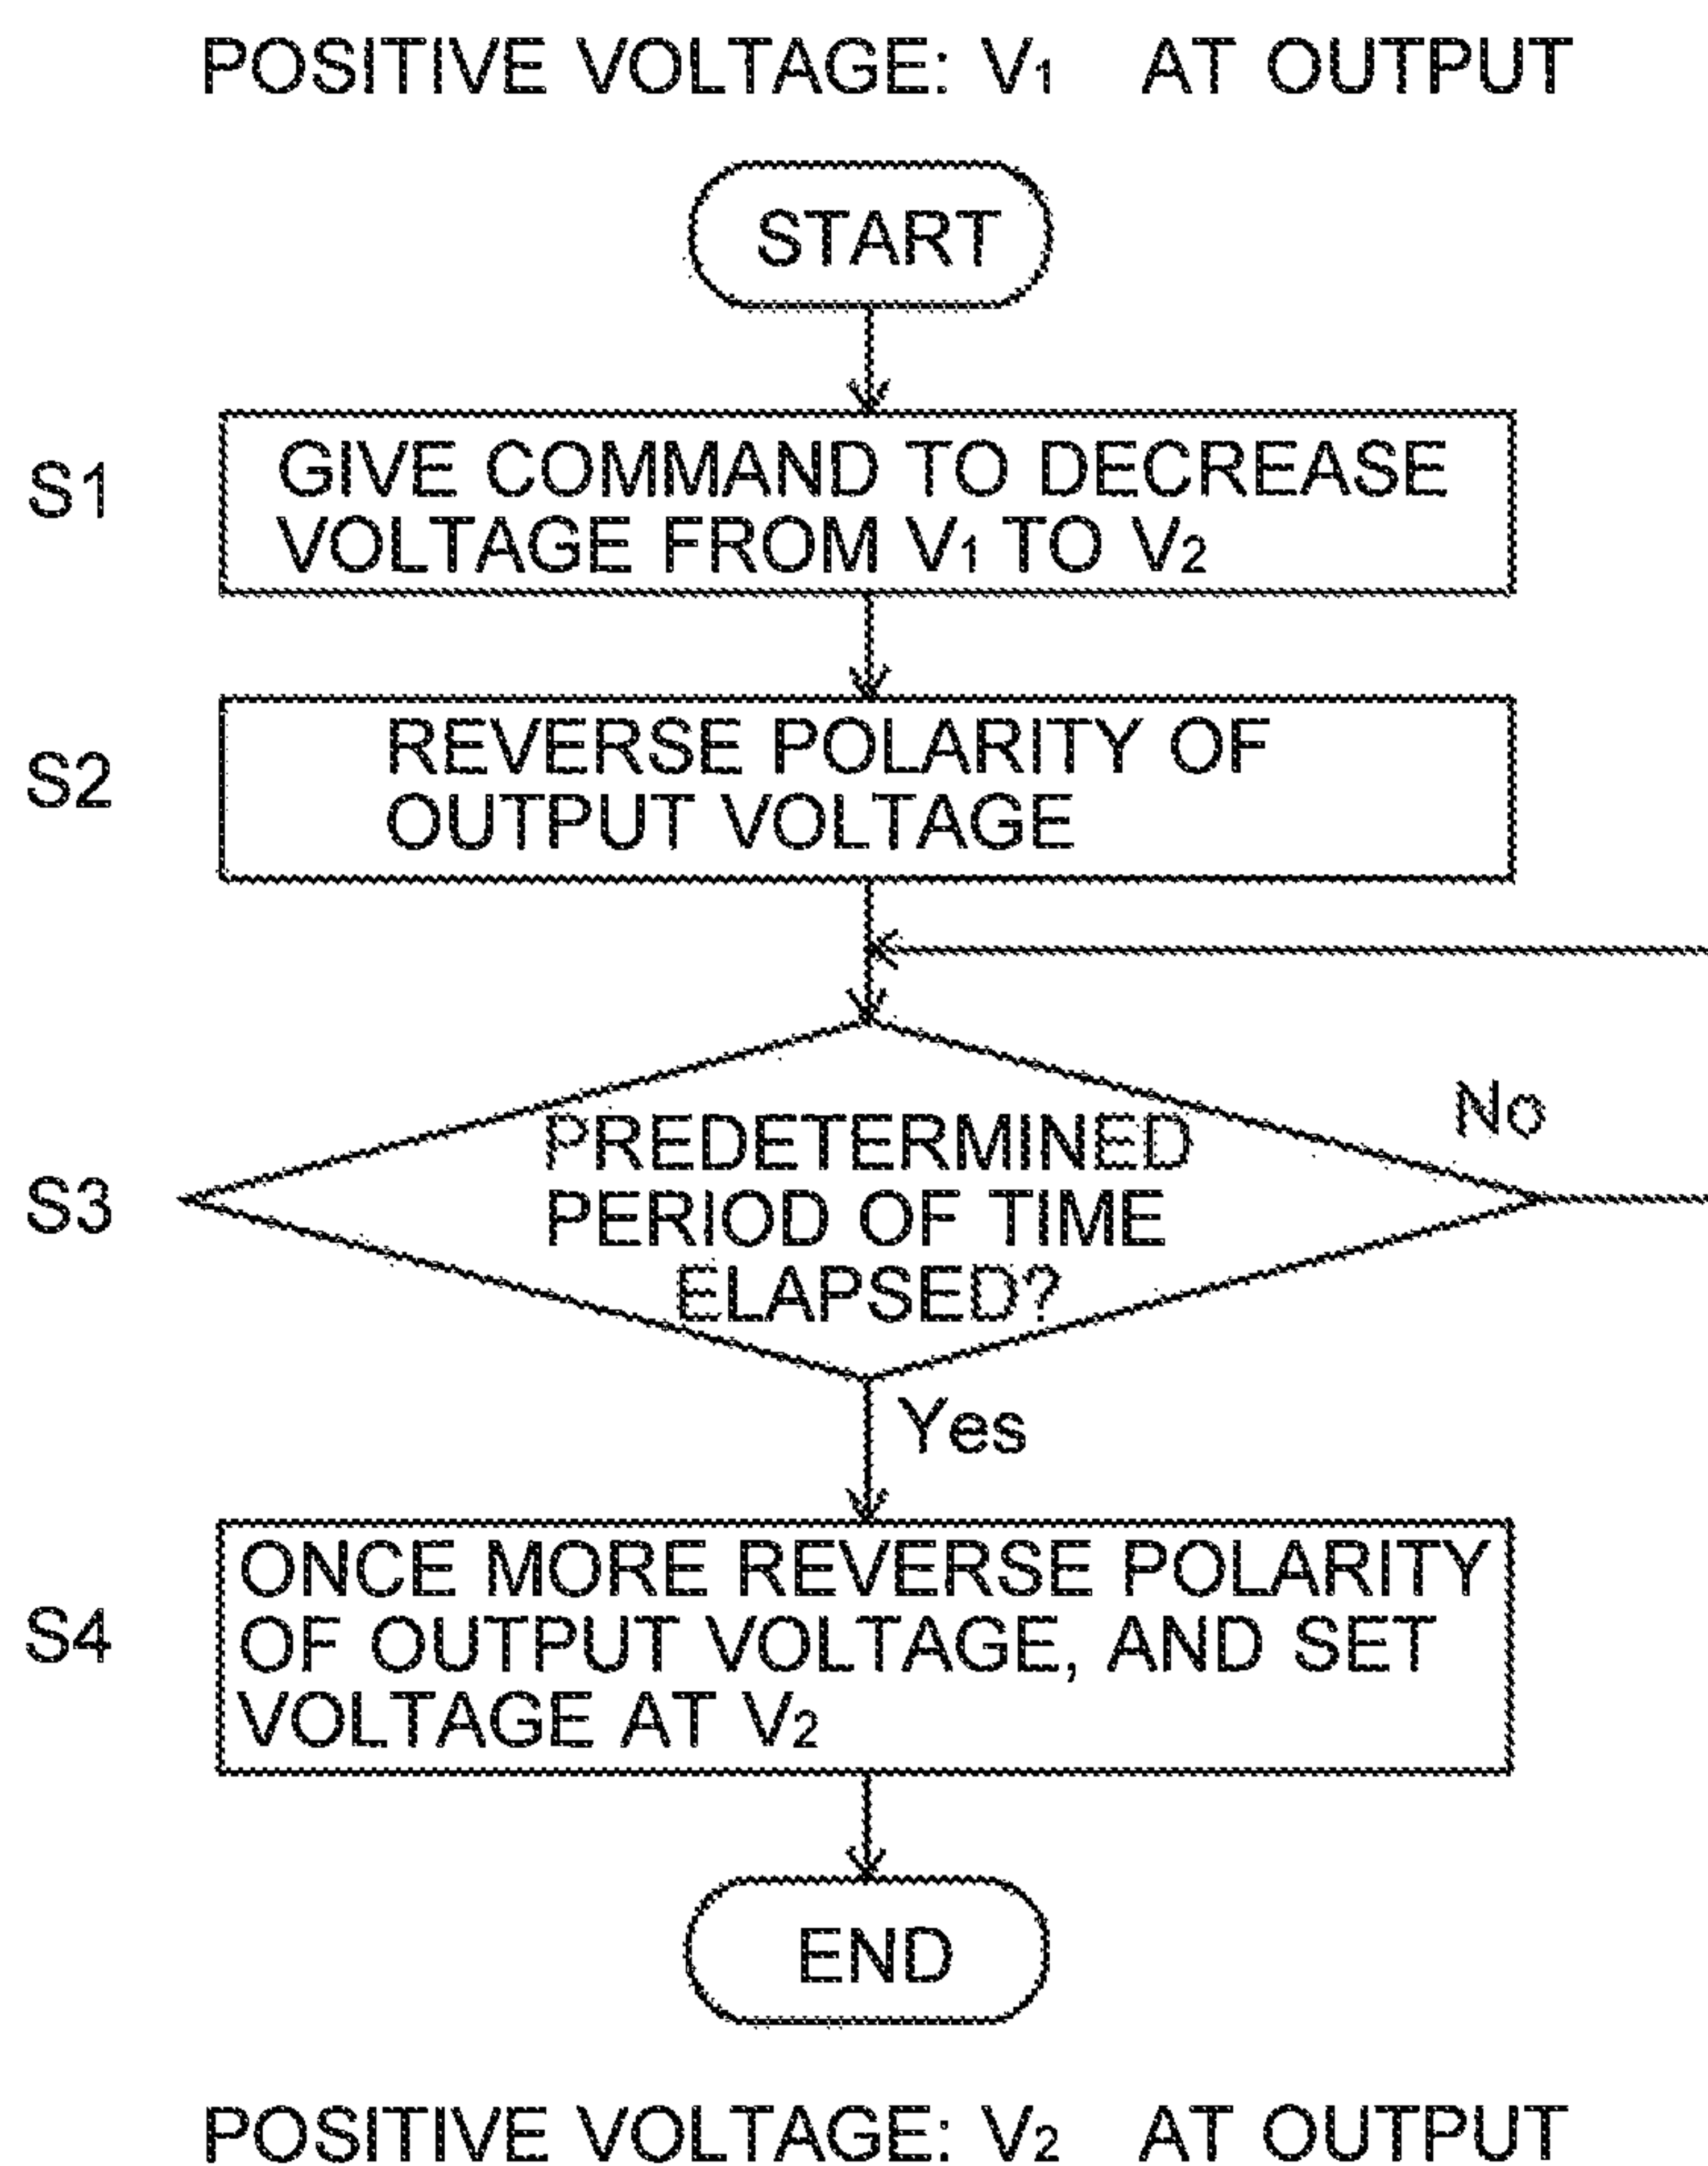 POSITIVE VOLTAGE: V₁ AT OUTPUT
START
S1
GIVE COMMAND TO DECREASE
VOLTAGE FROM V₁ TO V₂
S2
REVERSE POLARITY OF
OUTPUT VOLTAGE
No
S3
PREDETERMINED
PERIOD OF TIME
ELAPSED?
Yes
S4
ONCE MORE REVERSE POLARITY
OF OUTPUT VOLTAGE, AND SET
VOLTAGE AT V₂
END
POSITIVE VOLTAGE: V₂ AT OUTPUT